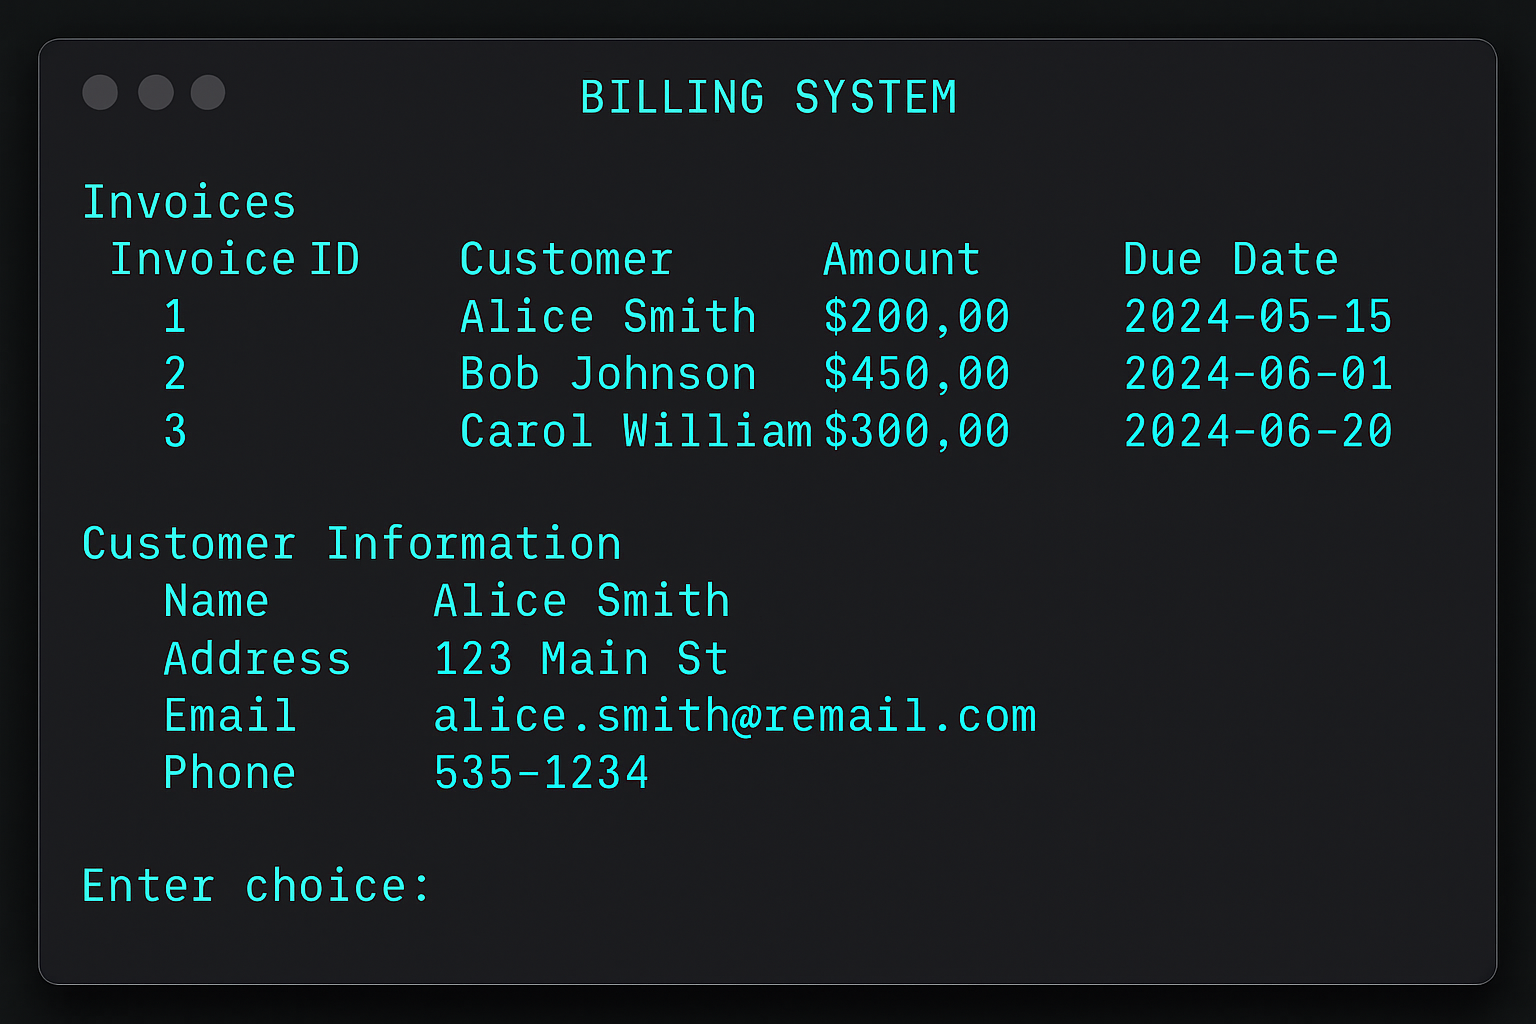 BILLING SYSTEM
Invoices
Invoice ID Customer Amount Due Date
1 Alice Smith $200,00 2024-05-15
2 Bob Johnson $450,00 2024-06-01
3 Carol William $300,00 2024-06-20
Customer Information
Name Alice Smith
Address 123 Main St
Email alice.smith@remail.com
Phone 535-1234
Enter choice: